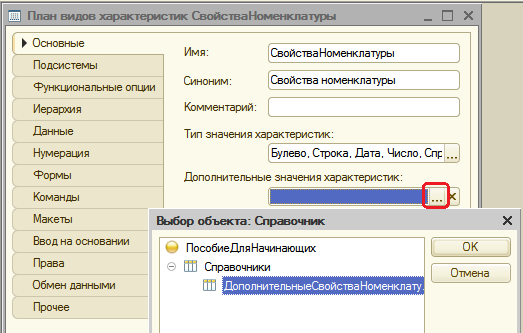 План видов характеристик СвойстваНоменклатуры
Основные
Подсистемы
Функциональные опции
Иерархия
Данные
Нумерация
Формы
Команды
Макеты
Ввод на основании
Права
Обмен данными
Прочее
Имя: СвойстваНоменклатуры
Синоним: Свойства номенклатуры
Комментарий:
Тип значения характеристик:
Булево, Строка, Дата, Число, Спр ...
Дополнительные значения характеристик:
...
Выбор объекта: Справочник
ПособиеДляНачинающих
Справочники
ДополнительныеСвойстваНоменклату
OK
Отмена